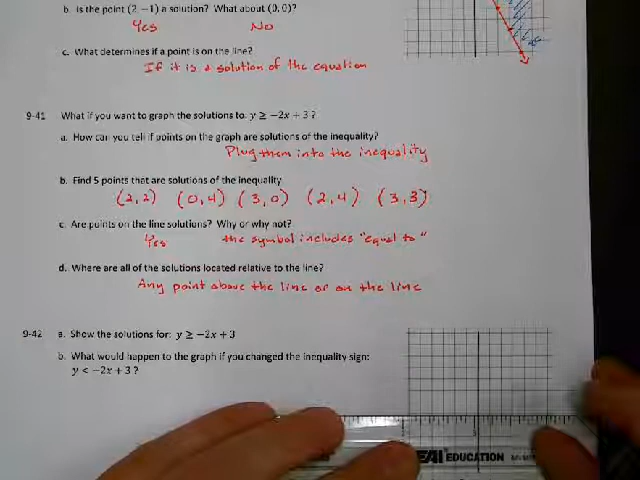 b. Is the point (2 −1) a solution? What about (0, 0)?
Yes No
c. What determines if a point is on the line?
If it is a solution of the equation
9-41 What if you want to graph the solutions to: y ≥ −2x + 3 ?
a. How can you tell if points on the graph are solutions of the inequality?
Plug them into the inequality
b. Find 5 points that are solutions of the inequality.
(2,2) (0,4) (3,0) (2,4) (3,3)
c. Are points on the line solutions? Why or why not?
Yes the symbol includes "equal to"
d. Where are all of the solutions located relative to the line?
Any point above the line or on the line
9-42 a. Show the solutions for: y ≥ −2x + 3
b. What would happen to the graph if you changed the inequality sign:
y < −2x + 3 ?
EAI EDUCATION